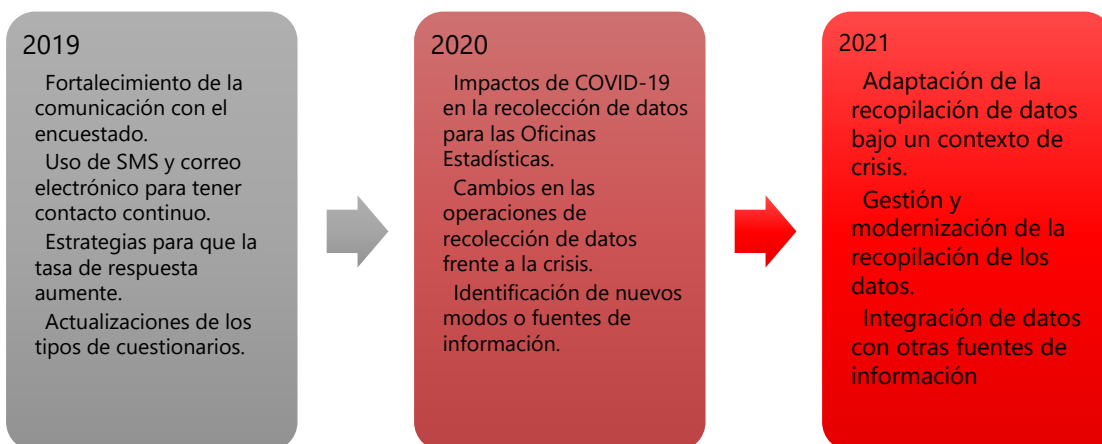 2019
Fortalecimiento de la
comunicación con el
encuestado.
Uso de SMS y correo
electrónico para tener
contacto continuo.
Estrategias para que la
tasa de respuesta
aumente.
Actualizaciones de los
tipos de cuestionarios.
2020
Impactos de COVID-19
en la recolección de datos
para las Oficinas
Estadísticas.
Cambios en las
operaciones de
recolección de datos
frente a la crisis.
Identificación de nuevos
modos o fuentes de
información.
2021
Adaptación de la
recopilación de datos
bajo un contexto de
crisis.
Gestión y
modernización de la
recopilación de los
datos.
Integración de datos
con otras fuentes de
información